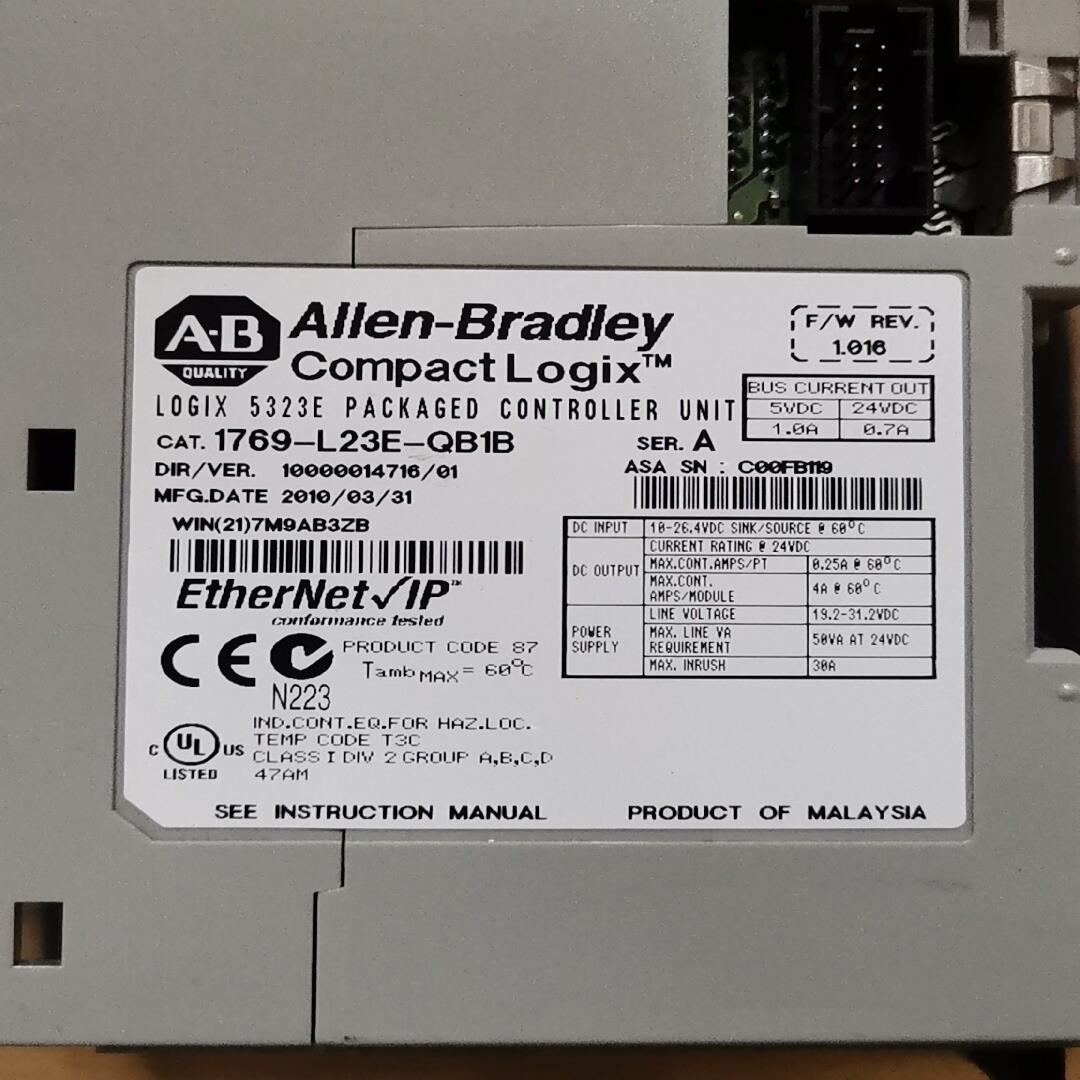 A-B
QUALITY
Allen-Bradley
CompactLogix™
F/W REV.
1.016
LOGIX 5323E PACKAGED CONTROLLER UNIT
BUS CURRENT OUT
5VDC 24VDC
1.0A 0.7A
CAT. 1769-L23E-QB1B SER. A
DIR/VER. 10000014716/01
ASA SN : C00FB119
MFG.DATE 2010/03/31
WIN(21)7M9AB3ZB
EtherNet/IP™
conformance tested
DC INPUT 10-26.4VDC SINK/SOURCE @ 60°C
DC OUTPUT CURRENT RATING @ 24VDC
MAX.CONT.AMPS/PT 0.25A @ 60°C
MAX.CONT.
AMPS/MODULE 4A @ 60°C
POWER
SUPPLY
LINE VOLTAGE 19.2-31.2VDC
MAX. LINE VA
REQUIREMENT 50VA AT 24VDC
MAX. INRUSH 30A
CE
N223
PRODUCT CODE 87
Tamb MAX = 60°C
C UL US
LISTED
IND.CONT.EQ.FOR HAZ.LOC.
TEMP CODE T3C
CLASS I DIV 2 GROUP A,B,C,D
47AM
SEE INSTRUCTION MANUAL PRODUCT OF MALAYSIA